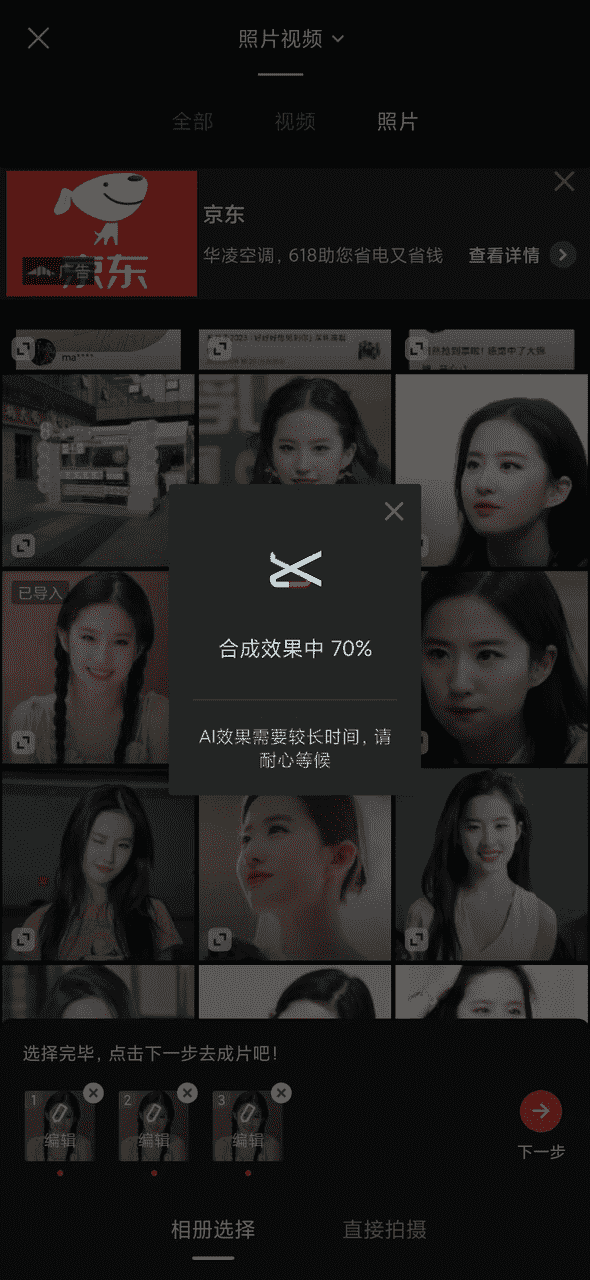 照片视频
全部
视频
照片
京东
华凌空调，618助您省电又省钱
查看详情
广告
京东
ma****
已导入
合成效果中 70%
AI效果需要较长时间，请
耐心等候
选择完毕，点击下一步去成片吧！
1
2
3
编辑
编辑
编辑
下一步
相册选择
直接拍摄